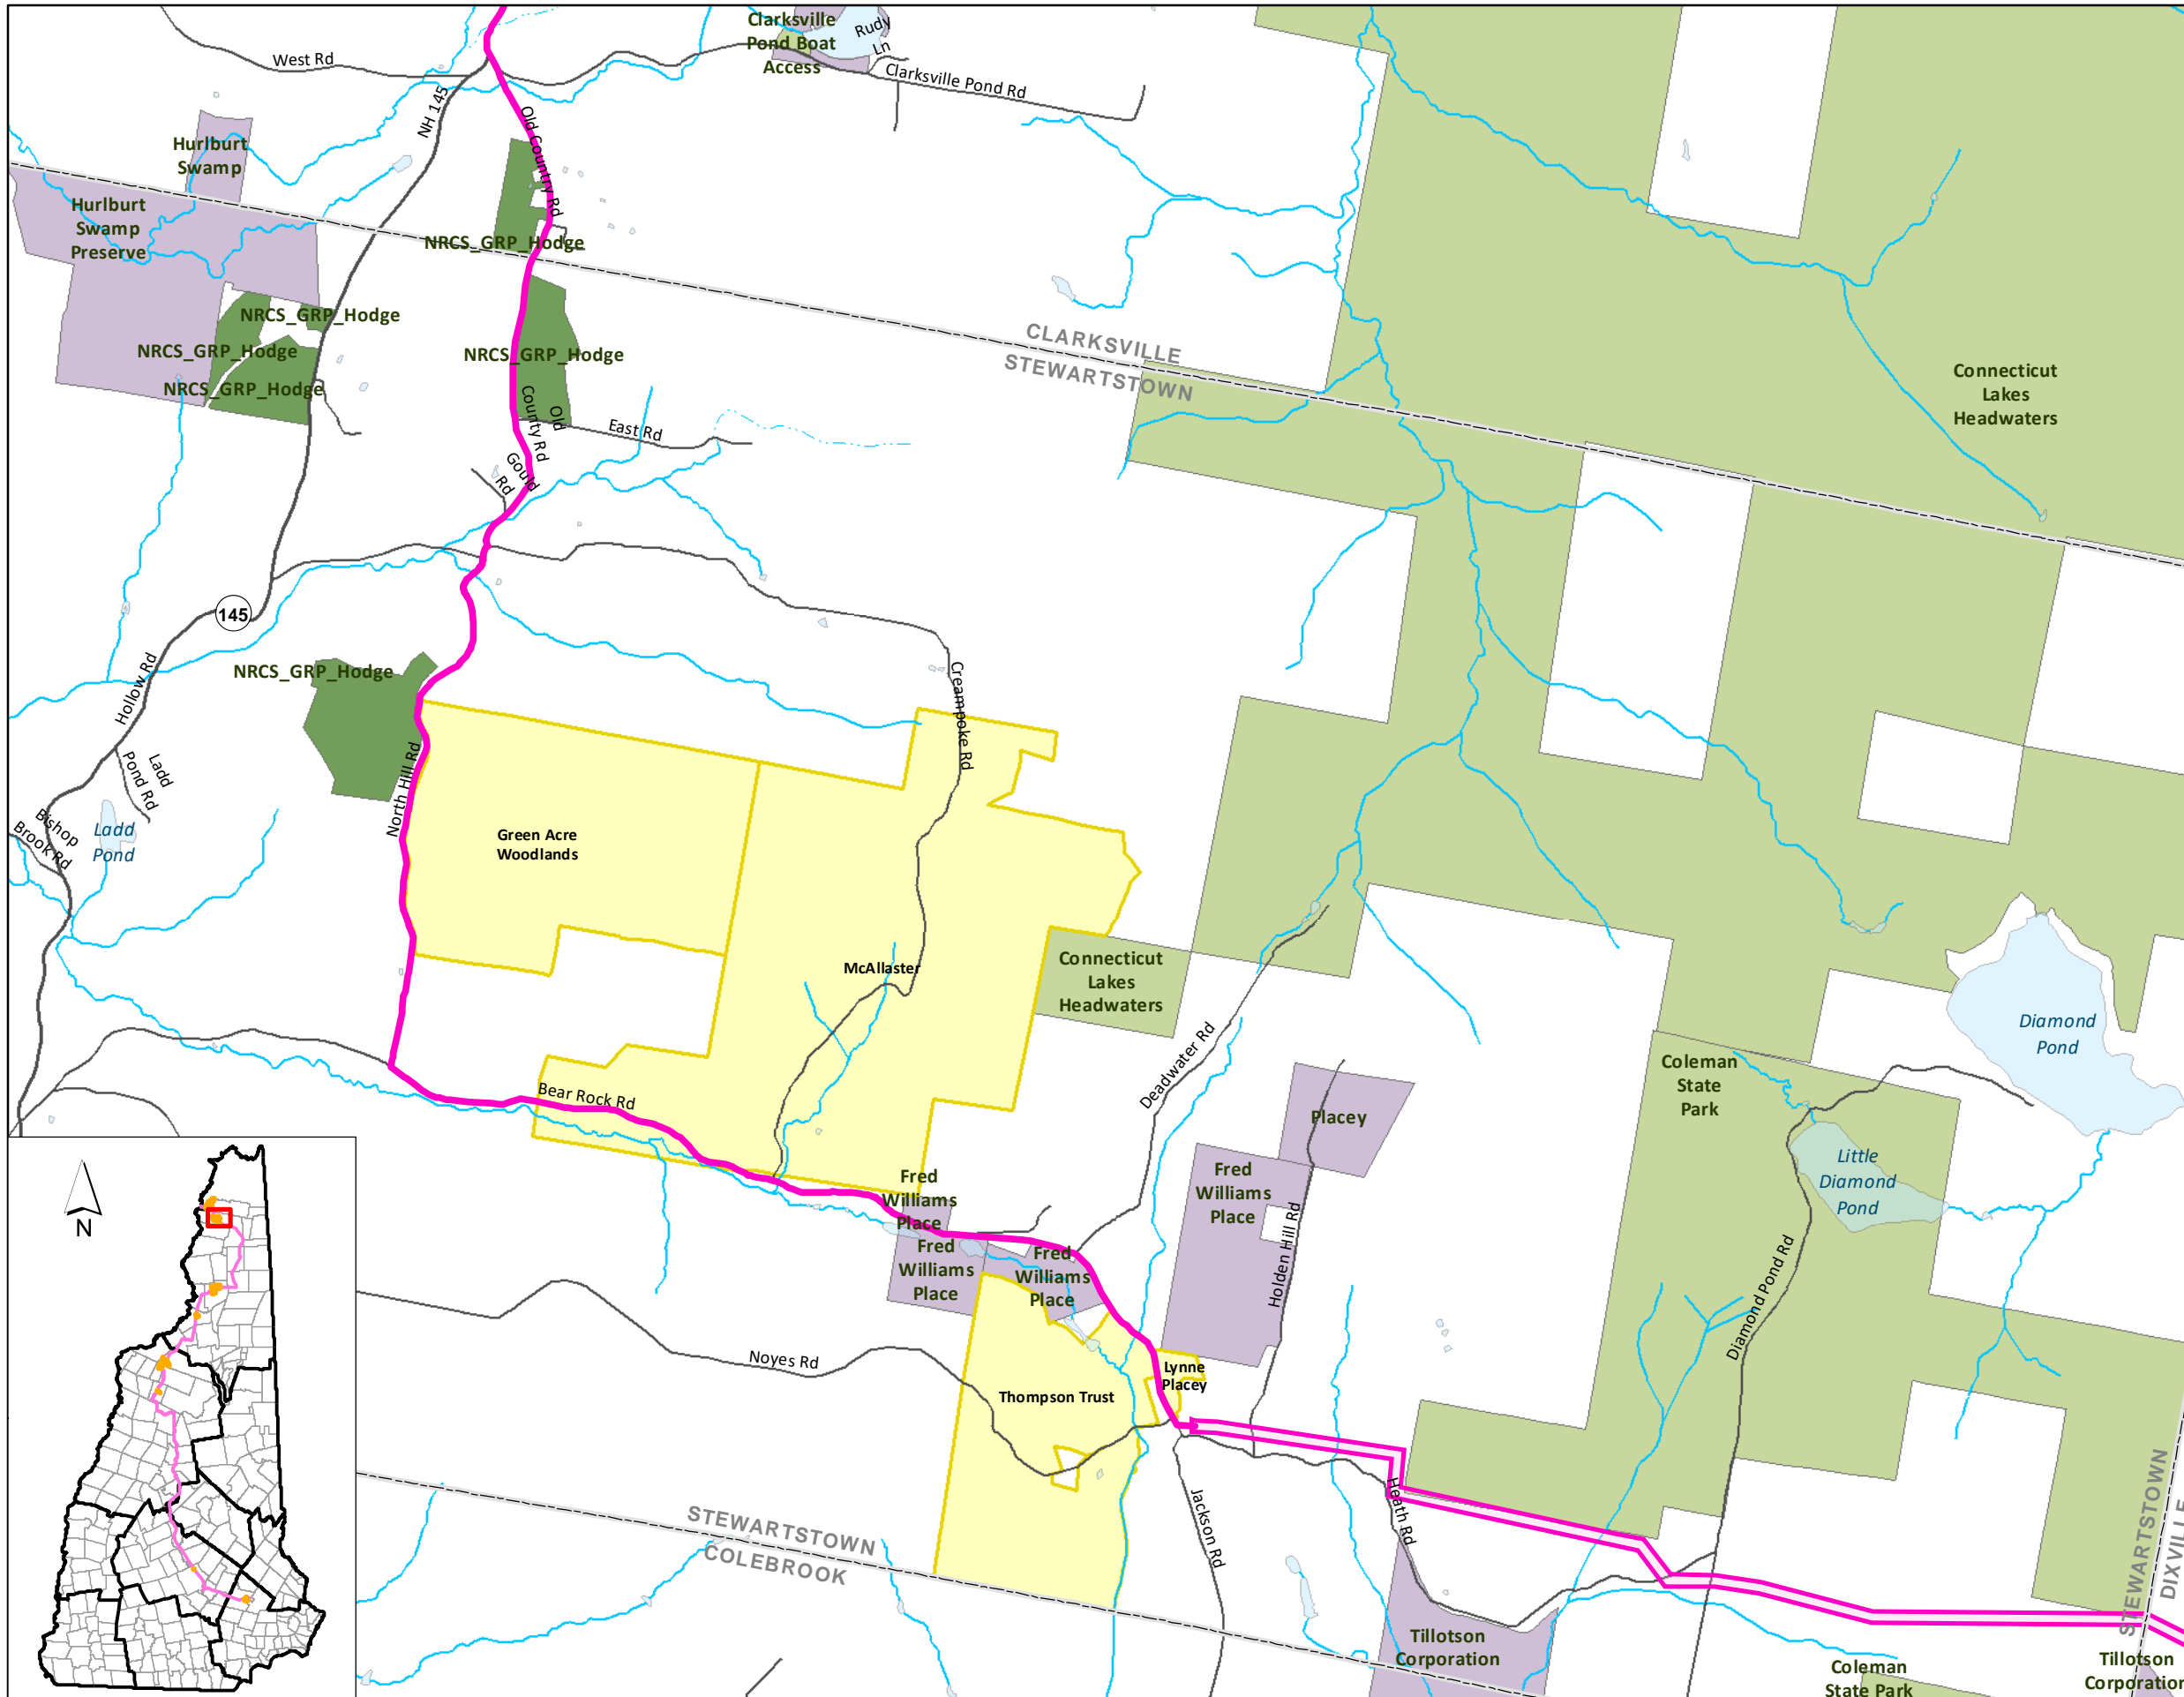 Clarksville
Pond Boat
Access
Rudy
Ln
West Rd
Clarksville Pond Rd
NH 145
Old Country Rd
Hurlburt
Swamp
Hurlburt
Swamp
Preserve
NRCS_GRP_Hodge
NRCS_GRP_Hodge
NRCS_GRP_Hodge
NRCS_GRP_Hodge
NRCS_GRP_Hodge
CLARKSVILLE
STEWARTSTOWN
Connecticut
Lakes
Headwaters
Old
County Rd
East Rd
Gould
Rd
145
NRCS_GRP_Hodge
Hollow Rd
Creampoke Rd
Ladd
Pond Rd
North Hill Rd
Bishop
Brook Rd
Ladd
Pond
Green Acre
Woodlands
McAllaster
Connecticut
Lakes
Headwaters
Diamond
Pond
Deadwater Rd
Coleman
State
Park
Bear Rock Rd
Placey
Little
Diamond
Pond
Fred
Williams
Place
Fred
Williams
Place
Fred
Williams
Place
Fred
Williams
Place
Holden Hill Rd
Diamond Pond Rd
Noyes Rd
Lynne
Placey
Thompson Trust
N
Heath Rd
Jackson Rd
STEWARTSTOWN
COLEBROOK
STEWARTSTOWN
DIXVILLE
Tillotson
Corporation
Coleman
State Park
Tillotson
Corporation